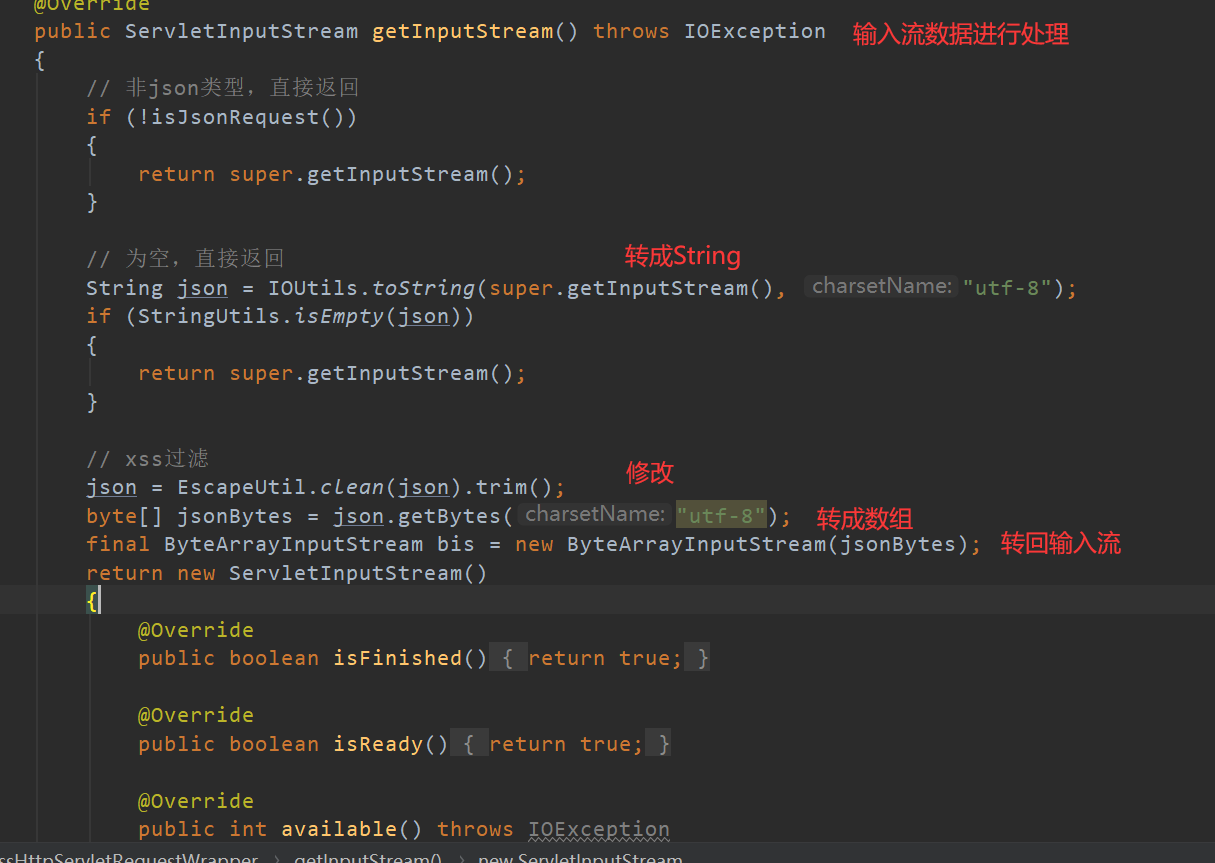 @Override
public ServletInputStream getInputStream() throws IOException 输入流数据进行处理
{
// 非json类型，直接返回
if (!isJsonRequest())
{
return super.getInputStream();
}
// 为空，直接返回 转成String
String json = IOUtils.toString(super.getInputStream(), charsetName: "utf-8");
if (StringUtils.isEmpty(json))
{
return super.getInputStream();
}
// xss过滤 修改
json = EscapeUtil.clean(json).trim();
byte[] jsonBytes = json.getBytes( charsetName: "utf-8"); 转成数组
final ByteArrayInputStream bis = new ByteArrayInputStream(jsonBytes); 转回输入流
return new ServletInputStream()
{
@Override
public boolean isFinished() { return true; }
@Override
public boolean isReady() { return true; }
@Override
public int available() throws IOException
ssHttpServletRequestWrapper > getInputStream() > new ServletInputStream